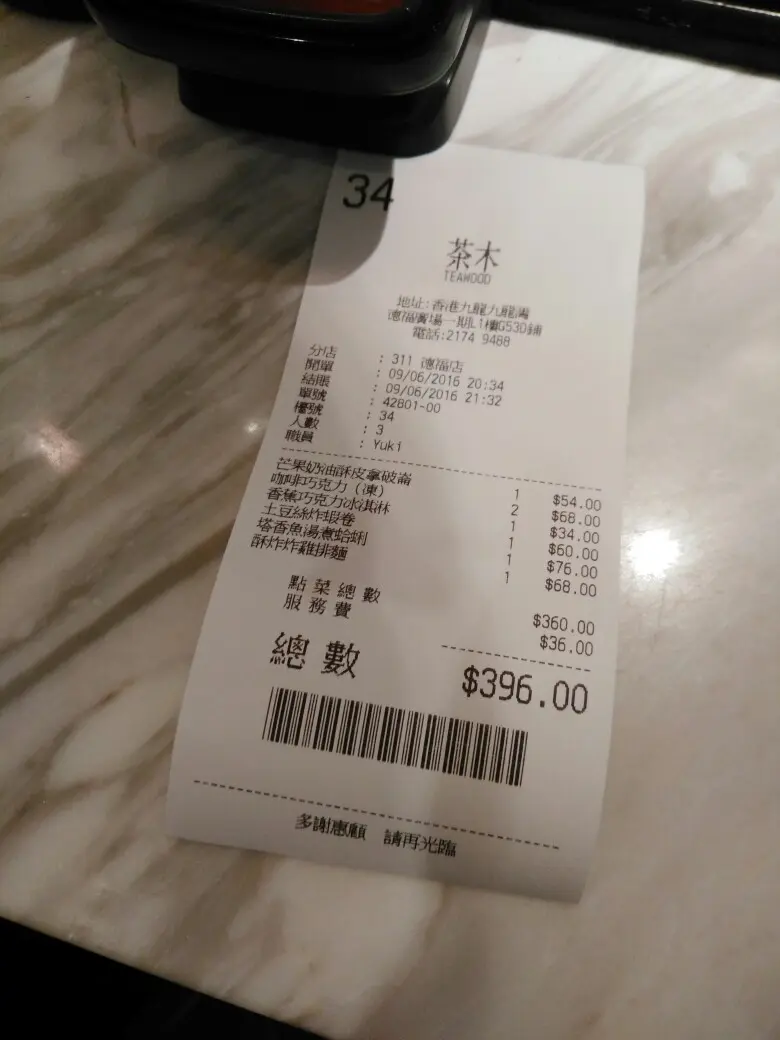 34
茶木
TEAWOOD
地址:香港九龍九龍灣
德福廣場一期L1樓G53D鋪
電話:2174 9488
分店 : 311 德福店
開單 : 09/06/2016 20:34
結賬 : 09/06/2016 21:32
單號 : 42801-00
檯號 : 34
人數 : 3
職員 : Yuki
芒果奶油酥皮拿破崙 1 $54.00
咖啡巧克力 (凍) 2 $68.00
香蕉巧克力冰淇淋 1 $34.00
土豆絲炸蝦卷 1 $60.00
塔香魚湯煮蛤蜊 1 $76.00
酥炸炸雞排麵 1 $68.00
點菜總數 $360.00
服務費 $36.00
總數 $396.00
多謝惠顧 請再光臨